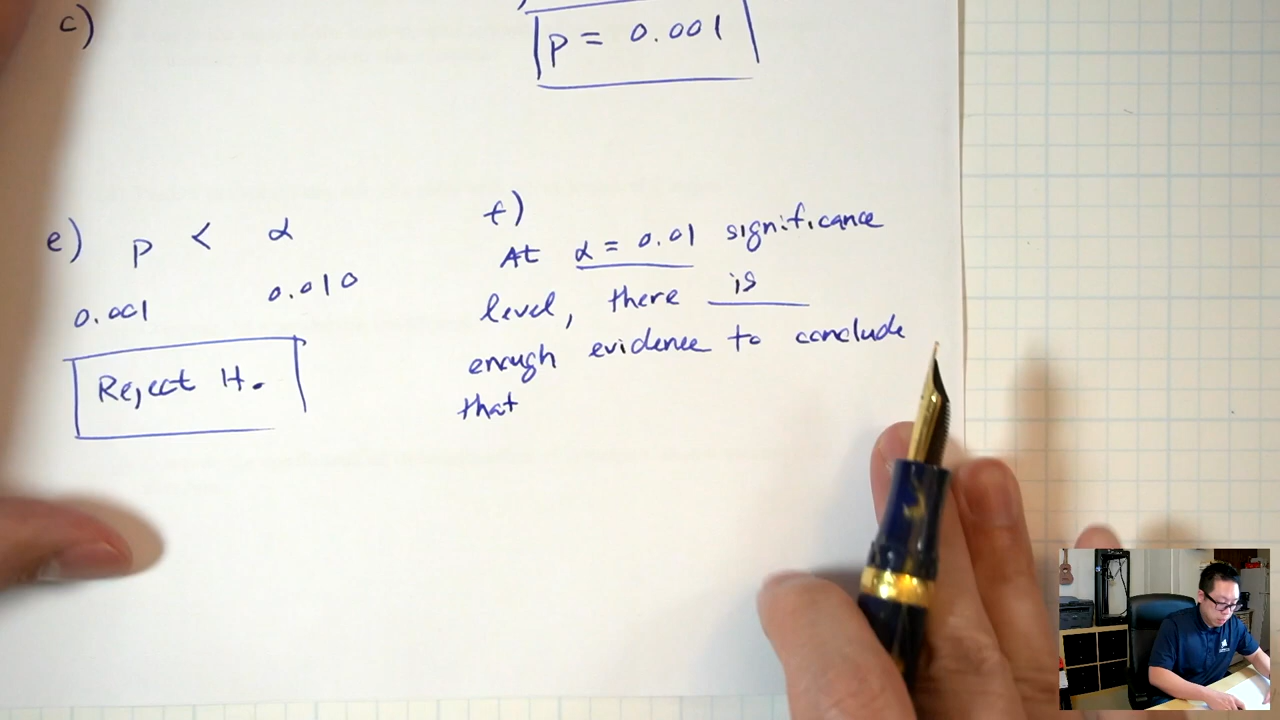 c)
p = 0.001
e) p < α
0.001 0.010
Reject H₀
f)
At α = 0.01 significance
level, there is
enough evidence to conclude
that